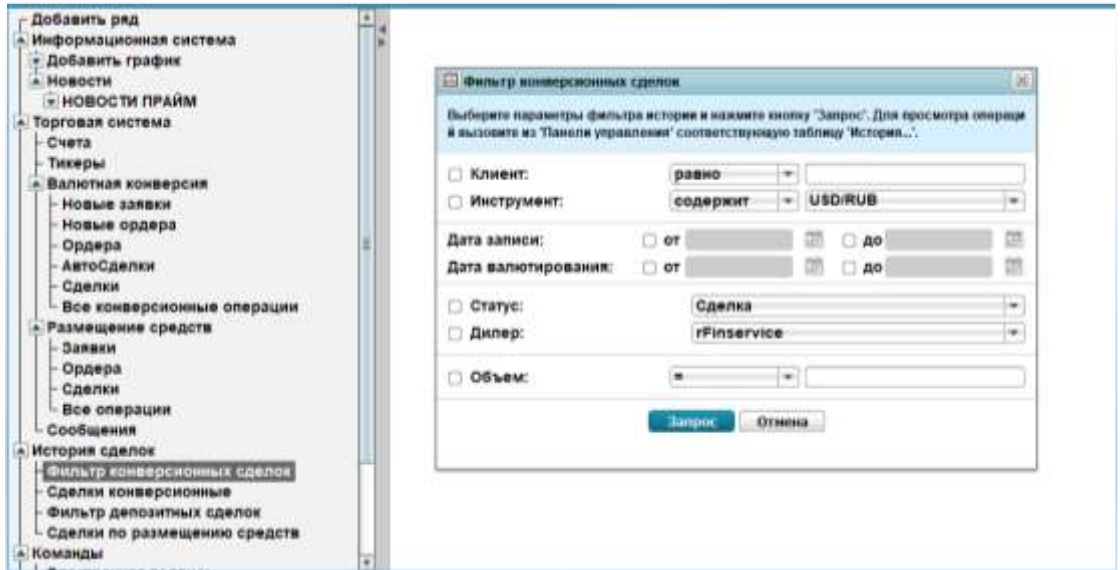 Добавить ряд
Информационная система
Добавить график
Новости
НОВОСТИ ПРАЙМ
Торговая система
Счета
Тикеры
Валютная конверсия
Новые заявки
Новые ордера
Ордера
АвтоСделки
Сделки
Все конверсионные операции
Размещение средств
Заявки
Ордера
Сделки
Все операции
Сообщения
История сделок
Фильтр конверсионных сделок
Сделки конверсионные
Фильтр депозитных сделок
Сделки по размещению средств
Команды
Фильтр конверсионных сделок
Выберите параметры фильтра истории и нажмите кнопку "Запрос". Для просмотра операци
й вызовите из 'Панели управления' соответствующую таблицу 'История...'.
Клиент: равно
Инструмент: содержит USD/RUB
Дата записи: от до
Дата валютирования: от до
Статус: Сделка
Дилер: rFinservice
Объем: =
Запрос Отмена